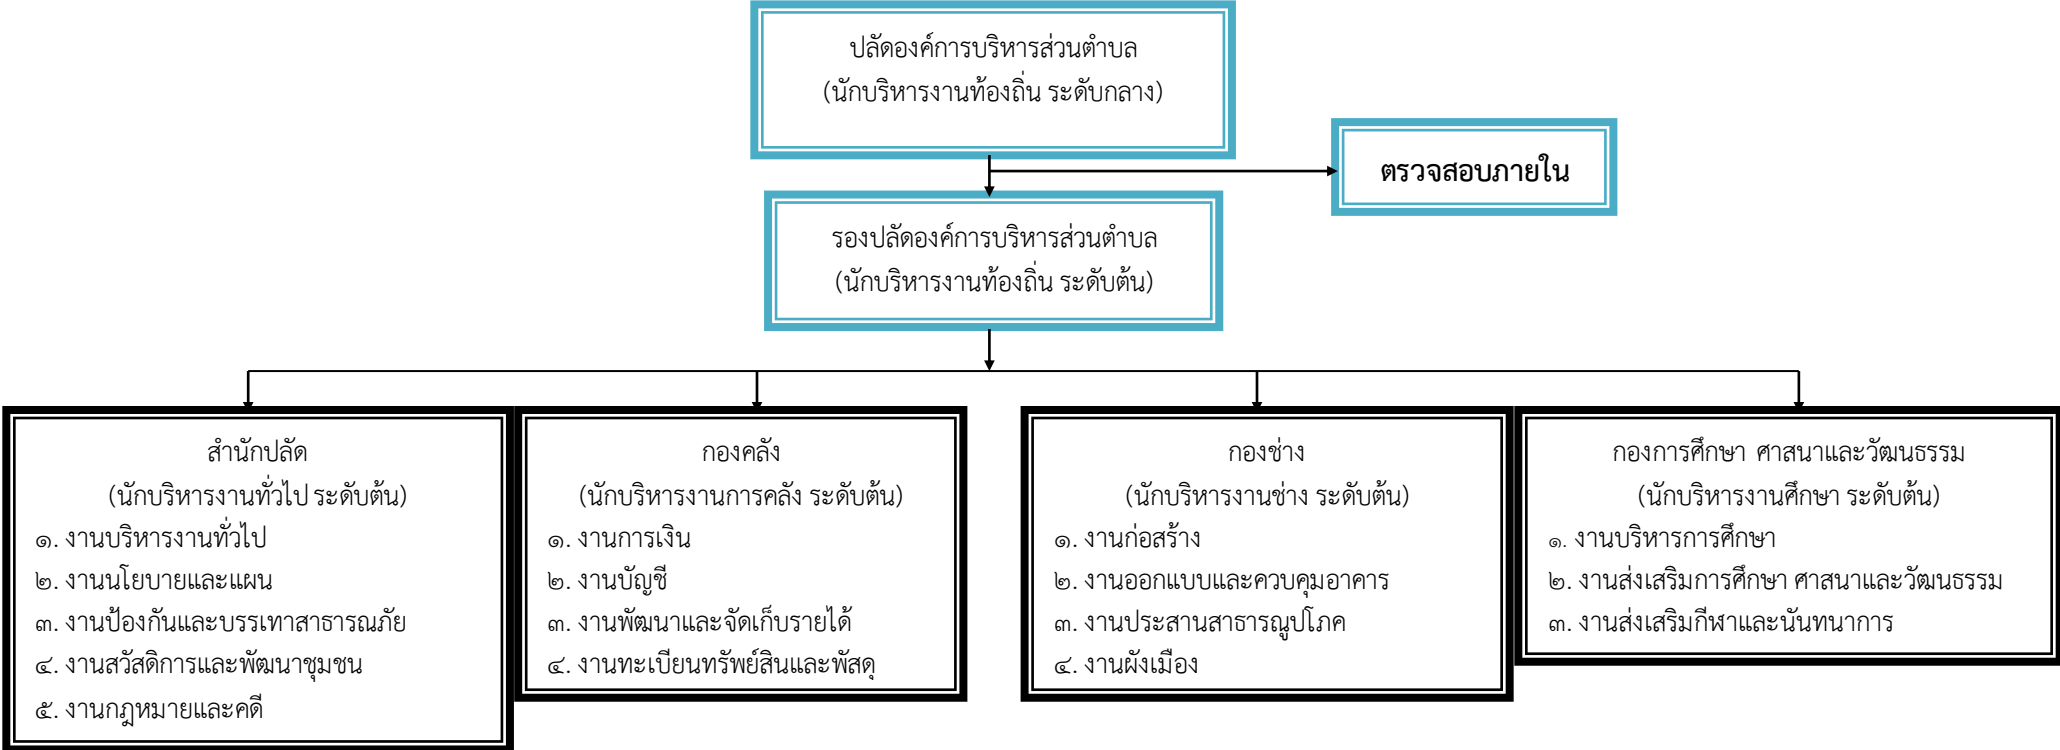 ปลัดองค์การบริหารส่วนตำบล
(นักบริหารงานท้องถิ่น ระดับกลาง)
ตรวจสอบภายใน
รองปลัดองค์การบริหารส่วนตำบล
(นักบริหารงานท้องถิ่น ระดับต้น)
สำนักปลัด
(นักบริหารงานทั่วไป ระดับต้น)
๑. งานบริหารงานทั่วไป
๒. งานนโยบายและแผน
๓. งานป้องกันและบรรเทาสาธารณภัย
๔. งานสวัสดิการและพัฒนาชุมชน
๕. งานกฎหมายและคดี
กองคลัง
(นักบริหารงานการคลัง ระดับต้น)
๑. งานการเงิน
๒. งานบัญชี
๓. งานพัฒนาและจัดเก็บรายได้
๔. งานทะเบียนทรัพย์สินและพัสดุ
กองช่าง
(นักบริหารงานช่าง ระดับต้น)
๑. งานก่อสร้าง
๒. งานออกแบบและควบคุมอาคาร
๓. งานประสานสาธารณูปโภค
๔. งานผังเมือง
กองการศึกษา ศาสนาและวัฒนธรรม
(นักบริหารงานศึกษา ระดับต้น)
๑. งานบริหารการศึกษา
๒. งานส่งเสริมการศึกษา ศาสนาและวัฒนธรรม
๓. งานส่งเสริมกีฬาและนันทนาการ